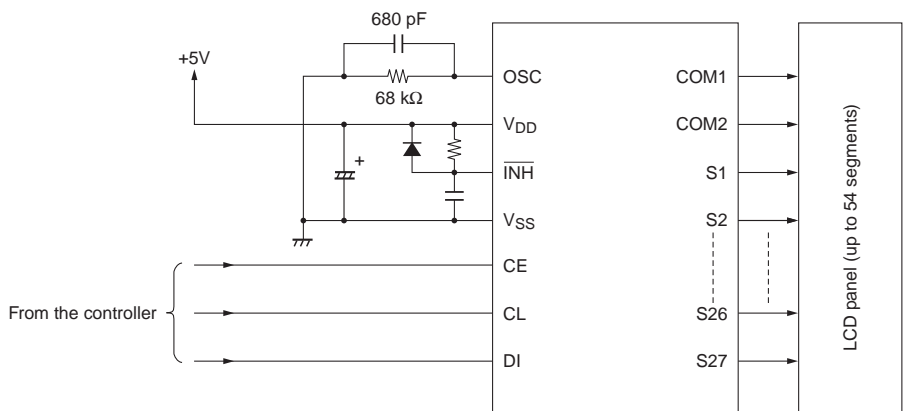 680 pF
+5V
OSC
COM1
68 kΩ
VDD
COM2
INH
S1
+
VSS
S2
CE
From the controller
CL
S26
DI
S27
LCD panel (up to 54 segments)